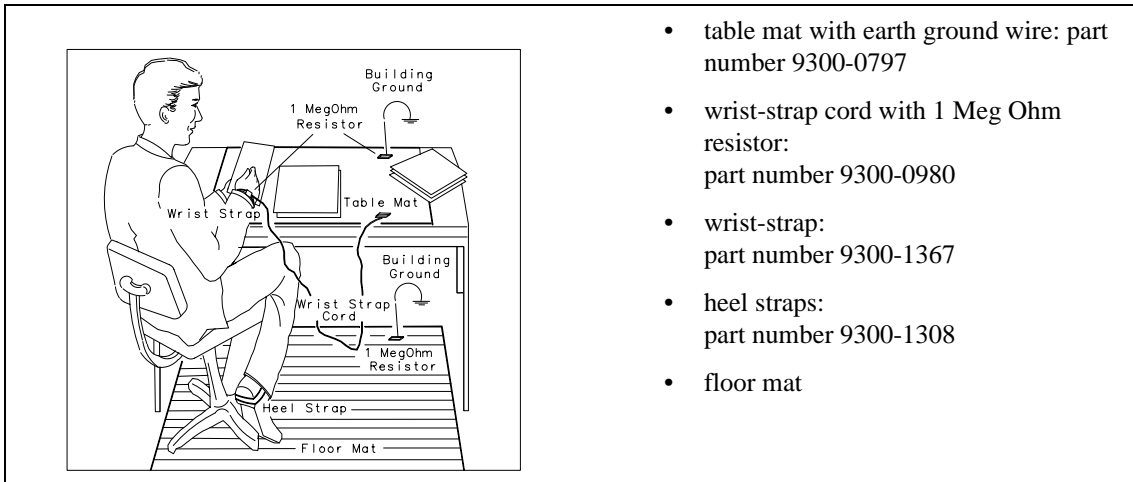 Building
Ground
1 MegOhm
Resistor
Wrist Strap
Table Mat
Building
Ground
Wrist Strap
Cord
1 MegOhm
Resistor
Heel Strap
Floor Mat
• table mat with earth ground wire: part
number 9300-0797
• wrist-strap cord with 1 Meg Ohm
resistor:
part number 9300-0980
• wrist-strap:
part number 9300-1367
• heel straps:
part number 9300-1308
• floor mat